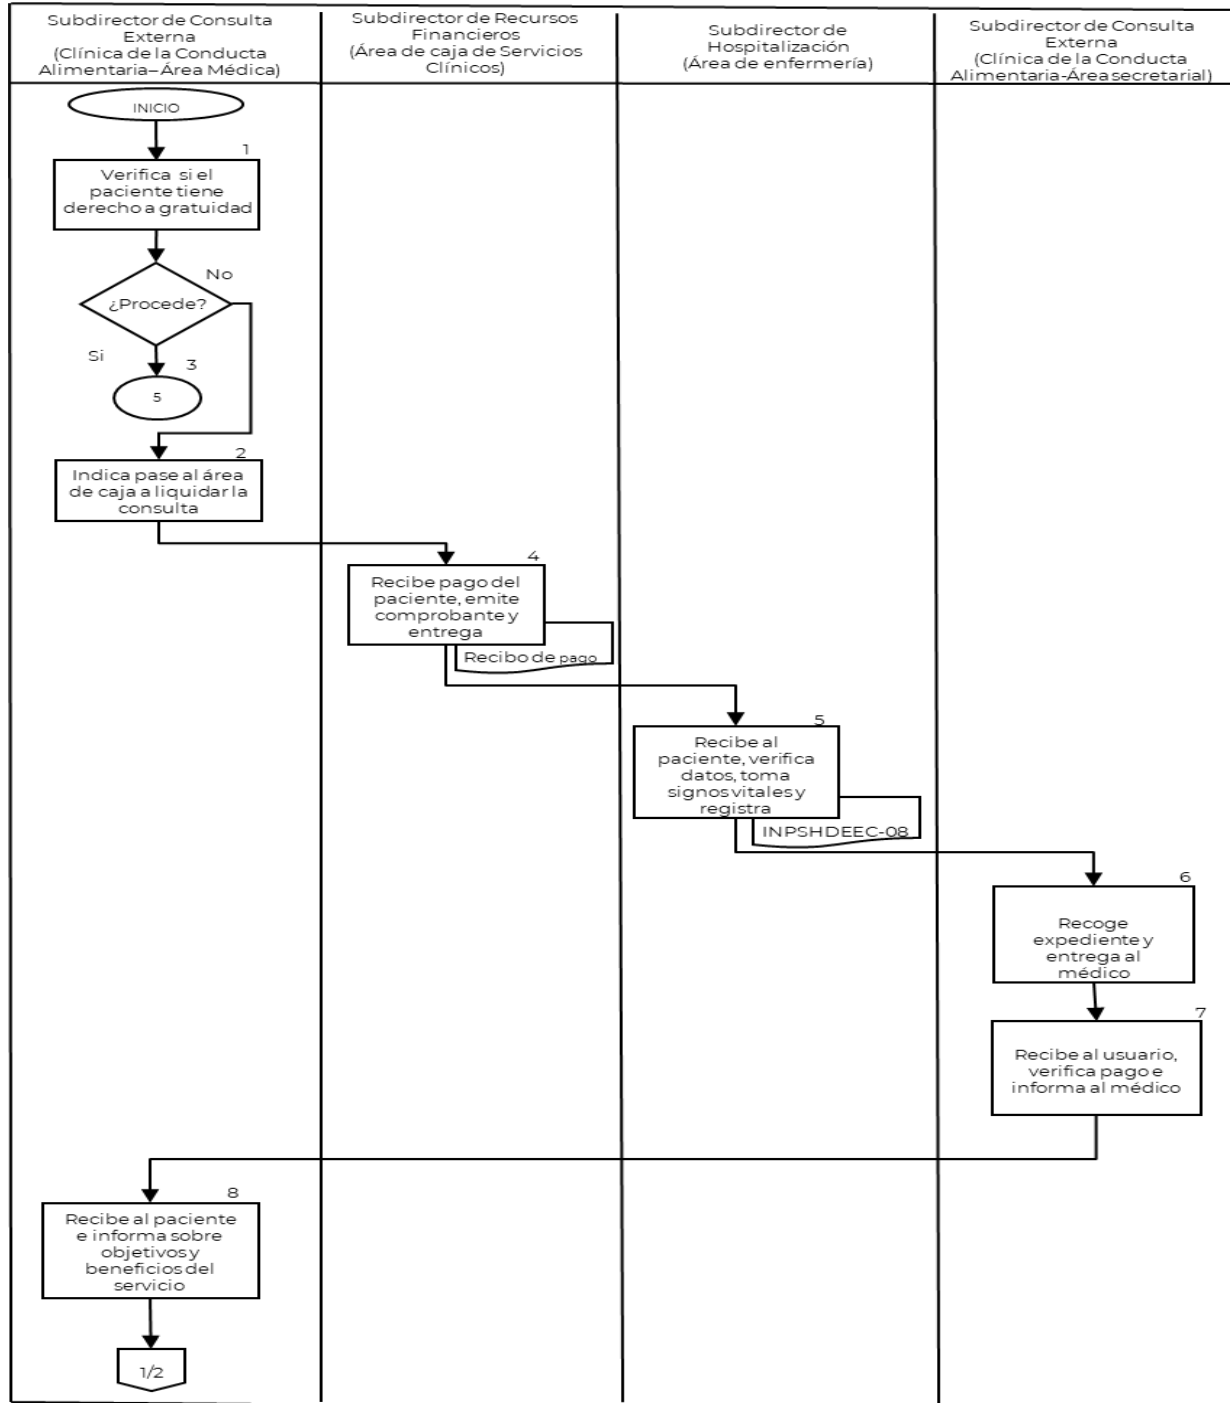 Subdirector de Consulta
Externa
(Clínica de la Conducta
Alimentaria–Área Médica)
Subdirector de Recursos
Financieros
(Área de caja de Servicios
Clínicos)
Subdirector de
Hospitalización
(Área de enfermería)
Subdirector de Consulta
Externa
(Clínica de la Conducta
Alimentaria-Área secretarial)
INICIO
1
Verifica si el
paciente tiene
derecho a gratuidad
No
¿Procede?
Si
3
5
2
Indica pase al área
de caja a liquidar la
consulta
4
Recibe pago del
paciente, emite
comprobante y
entrega
Recibo de pago
5
Recibe al
paciente, verifica
datos, toma
signos vitales y
registra
INPSHDEEC-08
6
Recoge
expediente y
entrega al
médico
7
Recibe al usuario,
verifica pago e
informa al médico
8
Recibe al paciente
e informa sobre
objetivos y
beneficios del
servicio
1/2